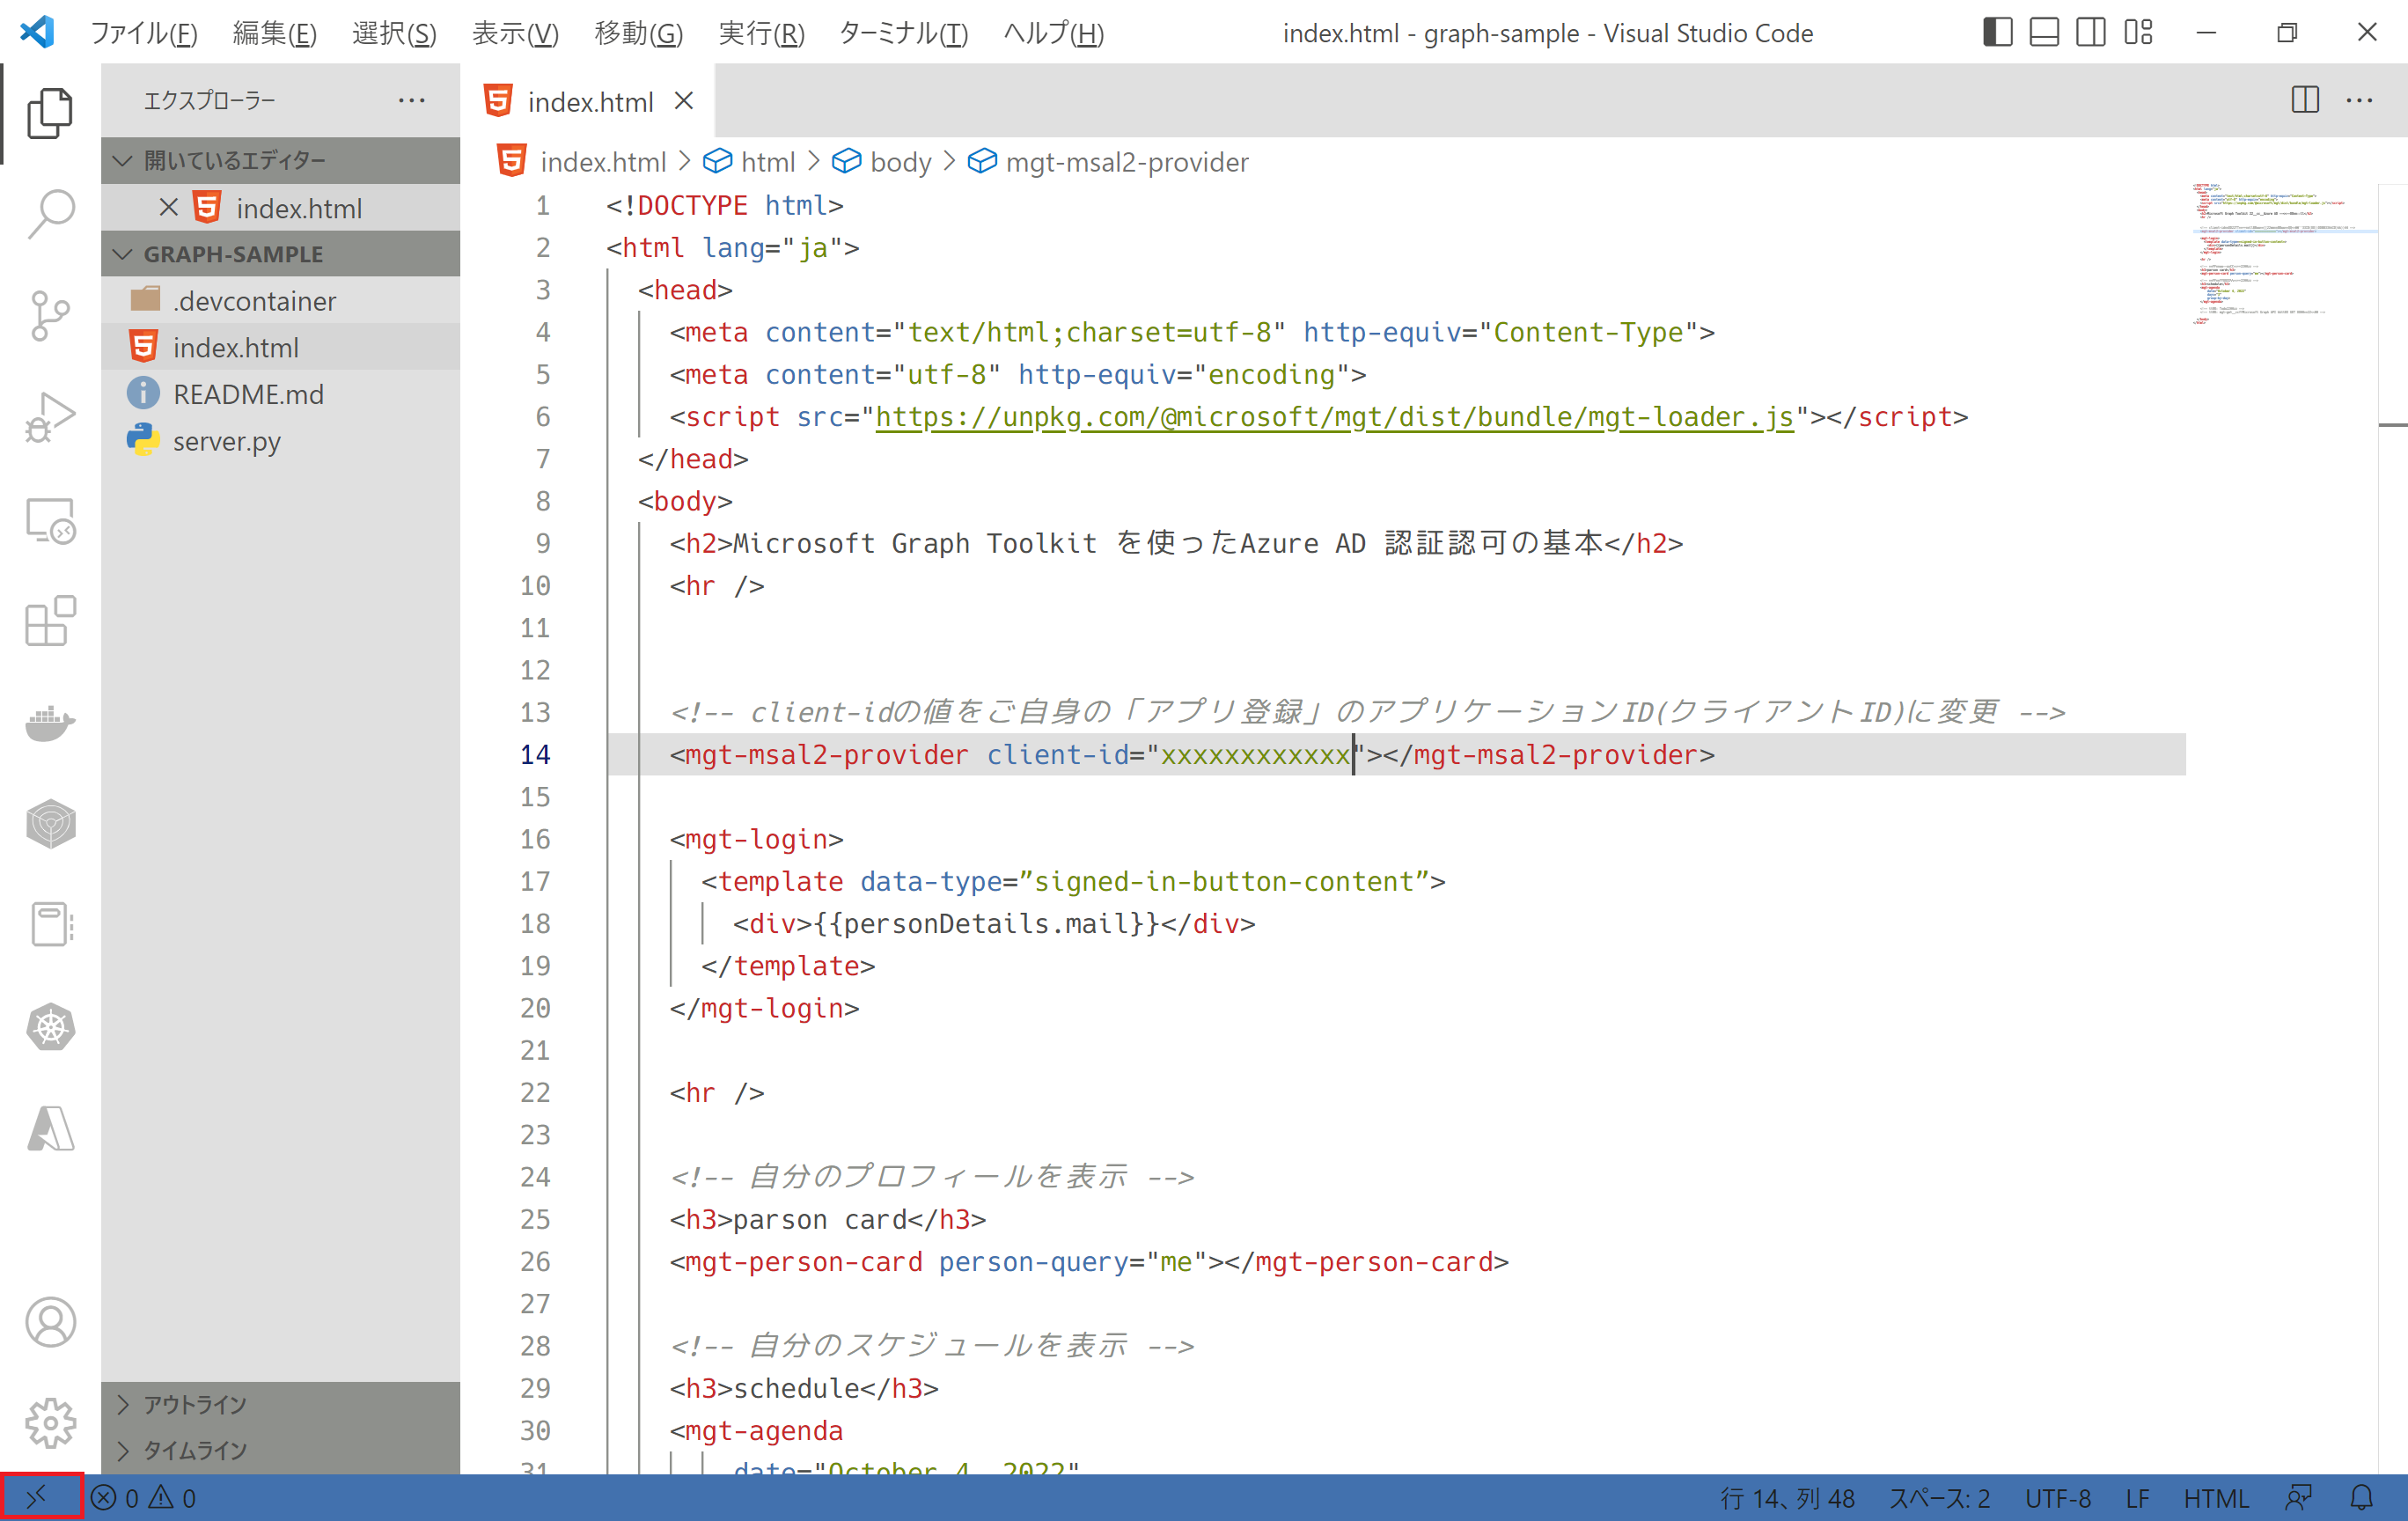 ファイル(F) 編集(E) 選択(S) 表示(V) 移動(G) 実行(R) ターミナル(T) ヘルプ(H) index.html - graph-sample - Visual Studio Code
エクスプローラー
開いているエディター
index.html
GRAPH-SAMPLE
.devcontainer
index.html
README.md
server.py
アウトライン
タイムライン
index.html
index.html > html > body > mgt-msal2-provider
1 <!DOCTYPE html>
2 <html lang="ja">
3 <head>
4 <meta content="text/html;charset=utf-8" http-equiv="Content-Type">
5 <meta content="utf-8" http-equiv="encoding">
6 <script src="https://unpkg.com/@microsoft/mgt/dist/bundle/mgt-loader.js"></script>
7 </head>
8 <body>
9 <h2>Microsoft Graph Toolkit を使ったAzure AD 認証認可の基本</h2>
10 <hr />
11
12
13 <!-- client-idの値をご自身の「アプリ登録」のアプリケーションID(クライアントID)に変更 -->
14 <mgt-msal2-provider client-id="xxxxxxxxxxxx"></mgt-msal2-provider>
15
16 <mgt-login>
17 <template data-type=”signed-in-button-content”>
18 <div>{{personDetails.mail}}</div>
19 </template>
20 </mgt-login>
21
22 <hr />
23
24 <!-- 自分のプロフィールを表示 -->
25 <h3>parson card</h3>
26 <mgt-person-card person-query="me"></mgt-person-card>
27
28 <!-- 自分のスケジュールを表示 -->
29 <h3>schedule</h3>
30 <mgt-agenda
31 date="October 4, 2022"
0 0 行 14、列 48 スペース: 2 UTF-8 LF HTML